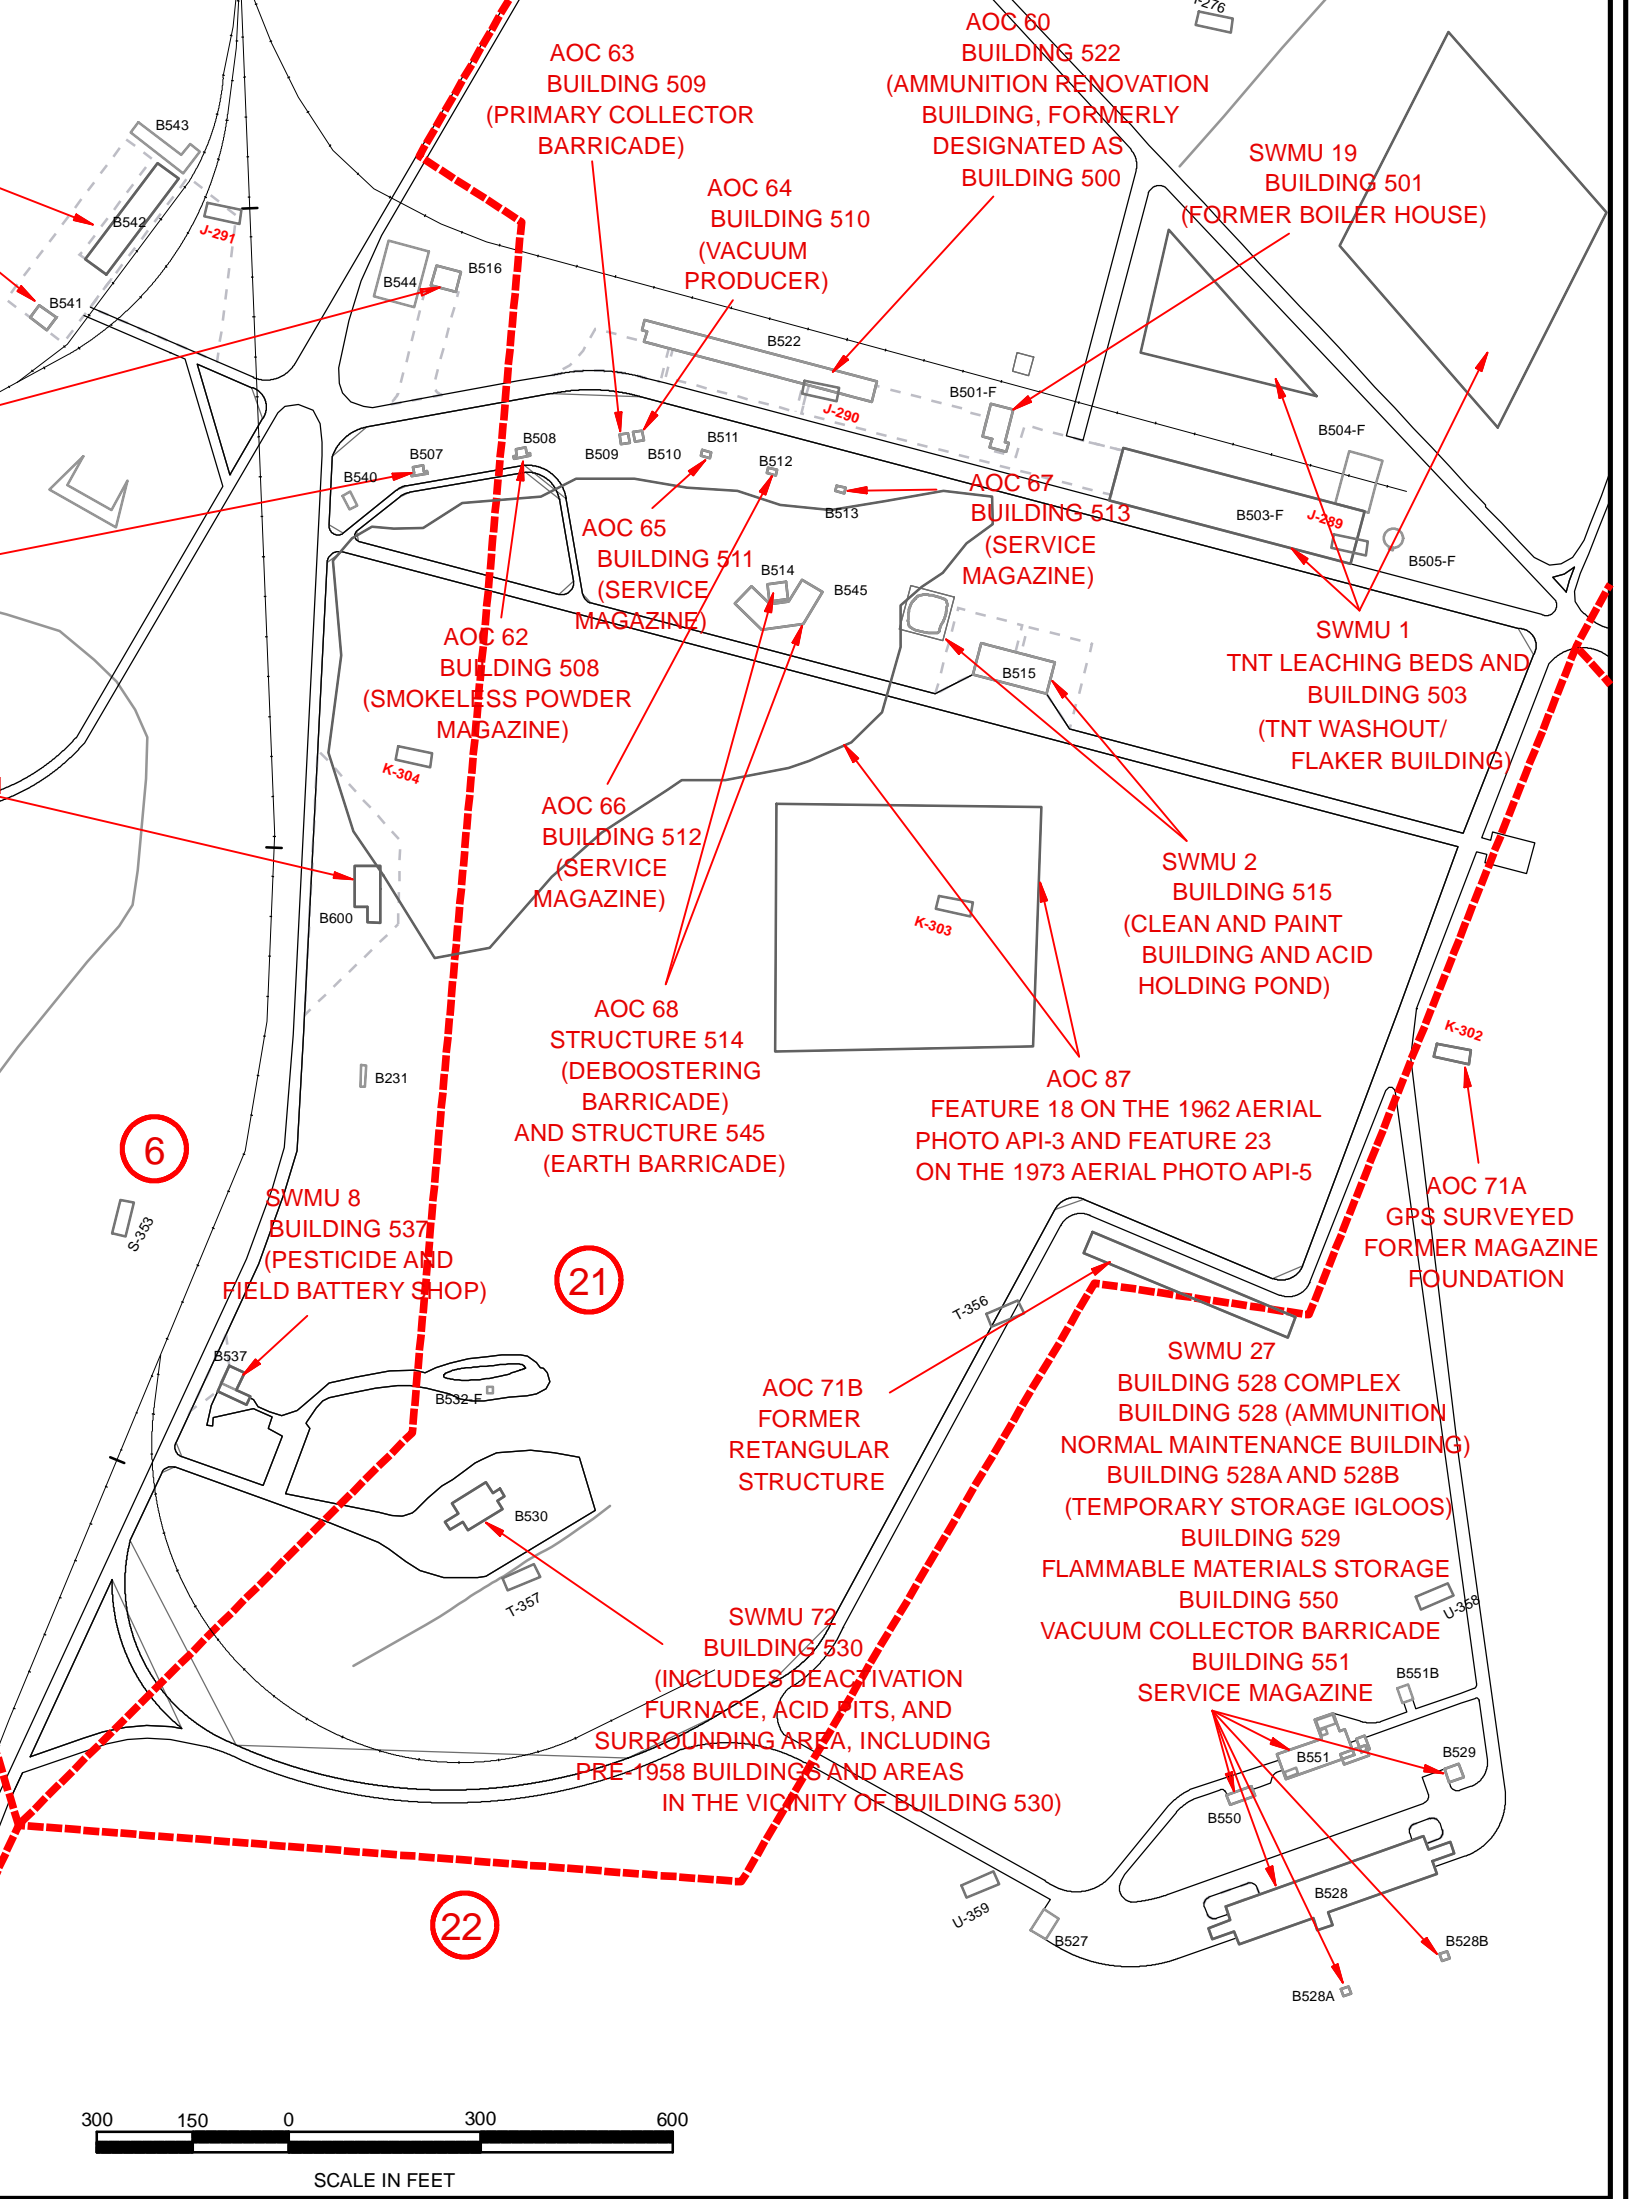 AOC 63
BUILDING 509
(PRIMARY COLLECTOR
BARRICADE)
AOC 60
BUILDING 522
(AMMUNITION RENOVATION
BUILDING, FORMERLY
DESIGNATED AS
BUILDING 500
AOC 64
BUILDING 510
(VACUUM
PRODUCER)
SWMU 19
BUILDING 501
(FORMER BOILER HOUSE)
B543
B542
J-291
B541
B544
B516
B522
J-290
B501-F
B504-F
B503-F
J-289
B505-F
B507
B508
B509
B510
B511
B512
B513
B540
AOC 65
BUILDING 511
(SERVICE
MAGAZINE)
AOC 67
BUILDING 513
(SERVICE
MAGAZINE)
B514
B545
B515
AOC 62
BUILDING 508
(SMOKELESS POWDER
MAGAZINE)
SWMU 1
TNT LEACHING BEDS AND
BUILDING 503
(TNT WASHOUT/
FLAKER BUILDING)
K-304
AOC 66
BUILDING 512
(SERVICE
MAGAZINE)
B600
K-303
SWMU 2
BUILDING 515
(CLEAN AND PAINT
BUILDING AND ACID
HOLDING POND)
AOC 68
STRUCTURE 514
(DEBOOSTERING
BARRICADE)
AND STRUCTURE 545
(EARTH BARRICADE)
B231
K-302
AOC 87
FEATURE 18 ON THE 1962 AERIAL
PHOTO API-3 AND FEATURE 23
ON THE 1973 AERIAL PHOTO API-5
6
S-353
SWMU 8
BUILDING 537
(PESTICIDE AND
FIELD BATTERY SHOP)
21
AOC 71A
GPS SURVEYED
FORMER MAGAZINE
FOUNDATION
T-356
B537
B532-F
AOC 71B
FORMER
RETANGULAR
STRUCTURE
SWMU 27
BUILDING 528 COMPLEX
BUILDING 528 (AMMUNITION
NORMAL MAINTENANCE BUILDING)
BUILDING 528A AND 528B
(TEMPORARY STORAGE IGLOOS)
BUILDING 529
FLAMMABLE MATERIALS STORAGE
BUILDING 550
VACUUM COLLECTOR BARRICADE
BUILDING 551
SERVICE MAGAZINE
B530
T-357
SWMU 72
BUILDING 530
(INCLUDES DEACTIVATION
FURNACE, ACID PITS, AND
SURROUNDING AREA, INCLUDING
PRE-1958 BUILDINGS AND AREAS
IN THE VICINITY OF BUILDING 530)
U-358
B551B
B551
B529
B550
B528
U-359
B527
B528B
B528A
22
300 150 0 300 600
SCALE IN FEET